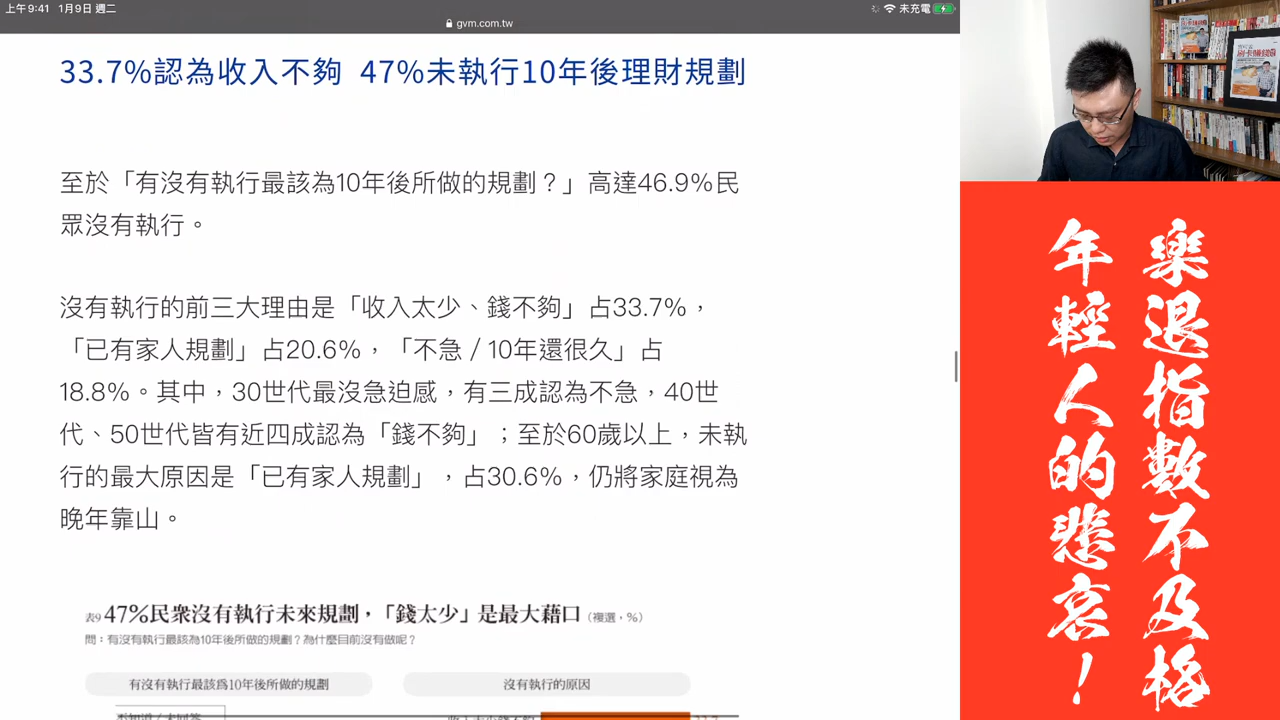 上午9:41 1月9日 週二
未充電
gvm.com.tw
33.7%認為收入不夠 47%未執行10年後理財規劃
至於「有沒有執行最該為10年後所做的規劃？」高達46.9%民
眾沒有執行。
沒有執行的前三大理由是「收入太少、錢不夠」占33.7%，
「已有家人規劃」占20.6%，「不急／10年還很久」占
18.8%。其中，30世代最沒急迫感，有三成認為不急，40世
代、50世代皆有近四成認為「錢不夠」；至於60歲以上，未執
行的最大原因是「已有家人規劃」，占30.6%，仍將家庭視為
晚年靠山。
表9 47%民眾沒有執行未來規劃，「錢太少」是最大藉口（複選，%）
問：有沒有執行最該為10年後所做的規劃？為什麼目前沒有做呢？
有沒有執行最該爲10年後所做的規劃
沒有執行的原因
樂退指數不及格
年輕人的悲哀！